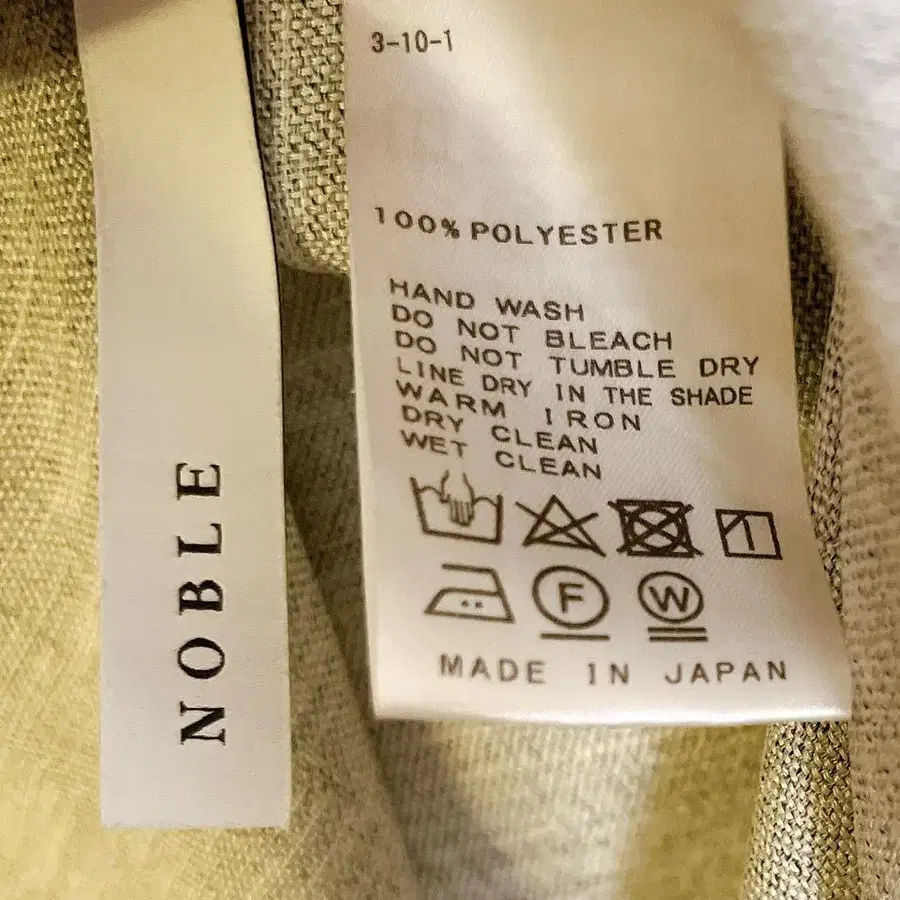 NOBLE
3-10-1
100% POLYESTER
HAND WASH
DO NOT BLEACH
DO NOT TUMBLE DRY
LINE DRY IN THE SHADE
WARM IRON
DRY CLEAN
WET CLEAN
F W
MADE IN JAPAN